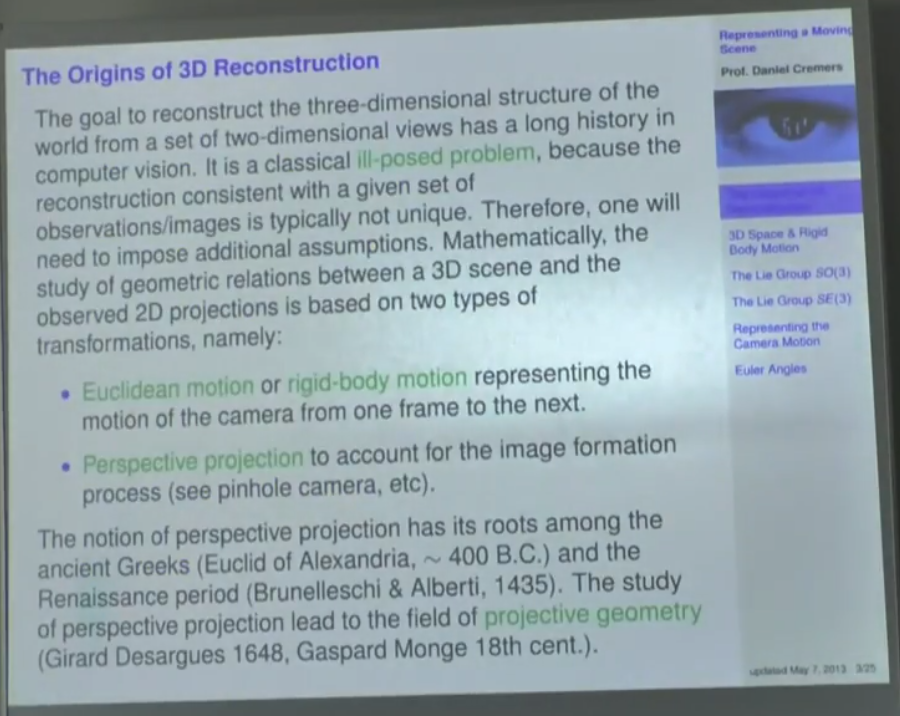 The Origins of 3D Reconstruction
The goal to reconstruct the three-dimensional structure of the
world from a set of two-dimensional views has a long history in
computer vision. It is a classical ill-posed problem, because the
reconstruction consistent with a given set of
observations/images is typically not unique. Therefore, one will
need to impose additional assumptions. Mathematically, the
study of geometric relations between a 3D scene and the
observed 2D projections is based on two types of
transformations, namely:
• Euclidean motion or rigid-body motion representing the
motion of the camera from one frame to the next.
• Perspective projection to account for the image formation
process (see pinhole camera, etc).
The notion of perspective projection has its roots among the
ancient Greeks (Euclid of Alexandria, ~ 400 B.C.) and the
Renaissance period (Brunelleschi & Alberti, 1435). The study
of perspective projection lead to the field of projective geometry
(Girard Desargues 1648, Gaspard Monge 18th cent.).
Representing a Moving
Scene
Prof. Daniel Cremers
3D Space & Rigid
Body Motion
The Lie Group SO(3)
The Lie Group SE(3)
Representing the
Camera Motion
Euler Angles
updated May 7, 2013 3/25